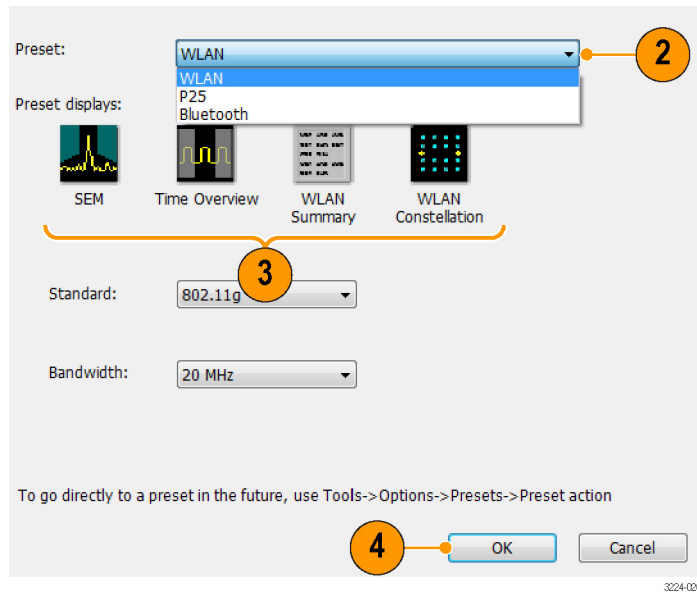 Preset:
WLAN
2
WLAN
P25
Bluetooth
Preset displays:
SEM
Time Overview
WLAN
Summary
WLAN
Constellation
3
Standard:
802.11g
Bandwidth:
20 MHz
To go directly to a preset in the future, use Tools->Options->Presets->Preset action
4
OK
Cancel